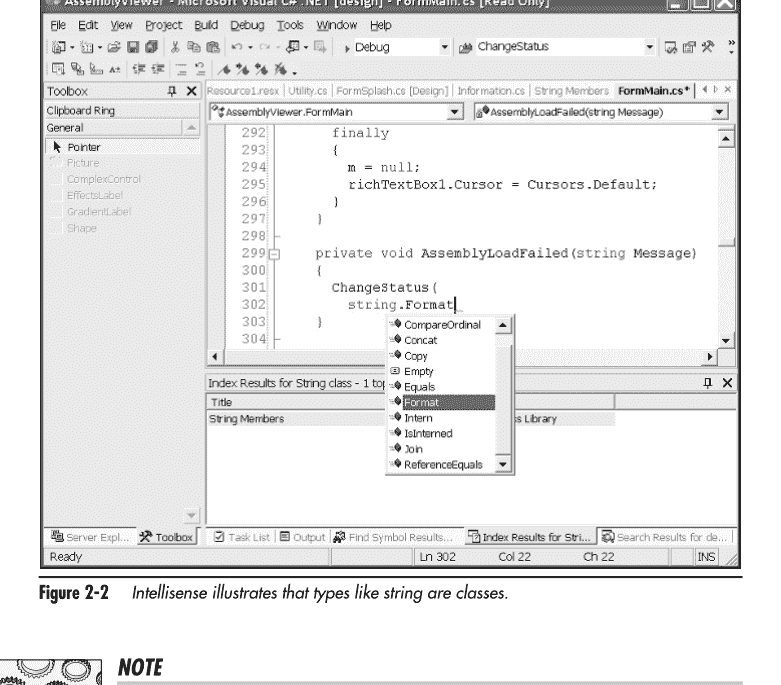 AssemblyViewer - Microsoft Visual C# .NET [design] - FormMain.cs [Read Only]
File Edit View Project Build Debug Tools Window Help
Debug ChangeStatus
Toolbox
Clipboard Ring
General
Pointer
Picture
ComplexControl
EffectsLabel
GradientLabel
Shape
Resource1.resx | Utility.cs | FormSplash.cs [Design] | Information.cs | String Members FormMain.cs*
AssemblyViewer.FormMain AssemblyLoadFailed(string Message)
292 finally
293 {
294 m = null;
295 richTextBox1.Cursor = Cursors.Default;
296 }
297 }
298
299 private void AssemblyLoadFailed(string Message)
300 {
301 ChangeStatus(
302 string.Format
303 }
304
CompareOrdinal
Concat
Copy
Empty
Equals
Format
Intern
IsInterned
Join
ReferenceEquals
Index Results for String class - 1 top
Title
String Members ss Library
Server Expl... Toolbox
Task List Output Find Symbol Results... Index Results for Stri... Search Results for de...
Ready Ln 302 Col 22 Ch 22 INS
Figure 2-2 Intellisense illustrates that types like string are classes.
NOTE